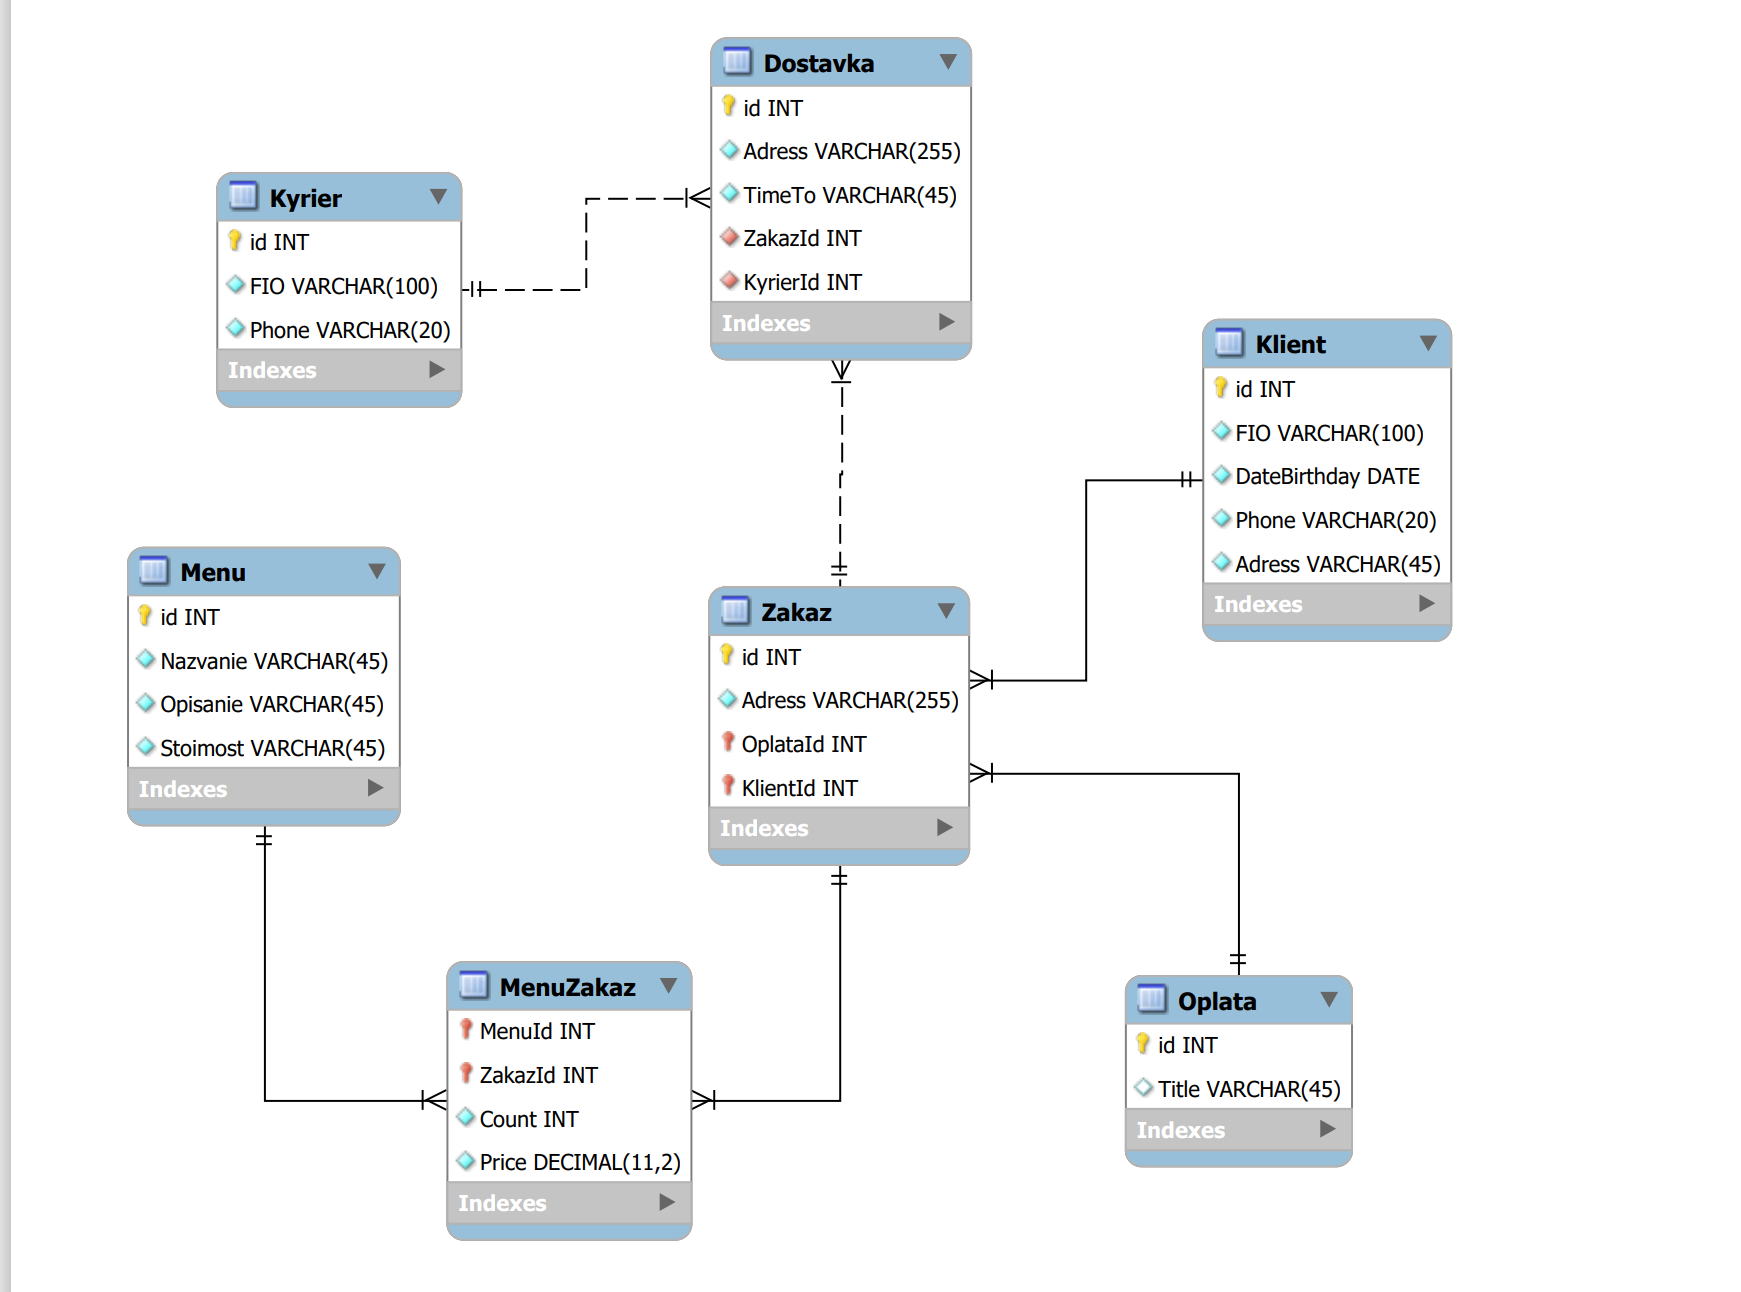 Dostavka
id INT
Adress VARCHAR(255)
TimeTo VARCHAR(45)
ZakazId INT
KyrierId INT
Indexes
Kyrier
id INT
FIO VARCHAR(100)
Phone VARCHAR(20)
Indexes
Klient
id INT
FIO VARCHAR(100)
DateBirthday DATE
Phone VARCHAR(20)
Adress VARCHAR(45)
Indexes
Menu
id INT
Nazvanie VARCHAR(45)
Opisanie VARCHAR(45)
Stoimost VARCHAR(45)
Indexes
Zakaz
id INT
Adress VARCHAR(255)
OplataId INT
KlientId INT
Indexes
MenuZakaz
MenuId INT
ZakazId INT
Count INT
Price DECIMAL(11,2)
Indexes
Oplata
id INT
Title VARCHAR(45)
Indexes